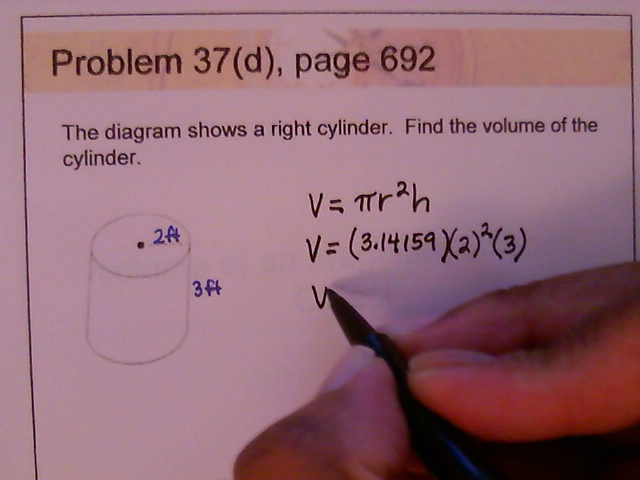 Problem 37(d), page 692
The diagram shows a right cylinder. Find the volume of the
cylinder.
V = πr²h
2ft
V = (3.14159)(2)²(3)
3ft
V